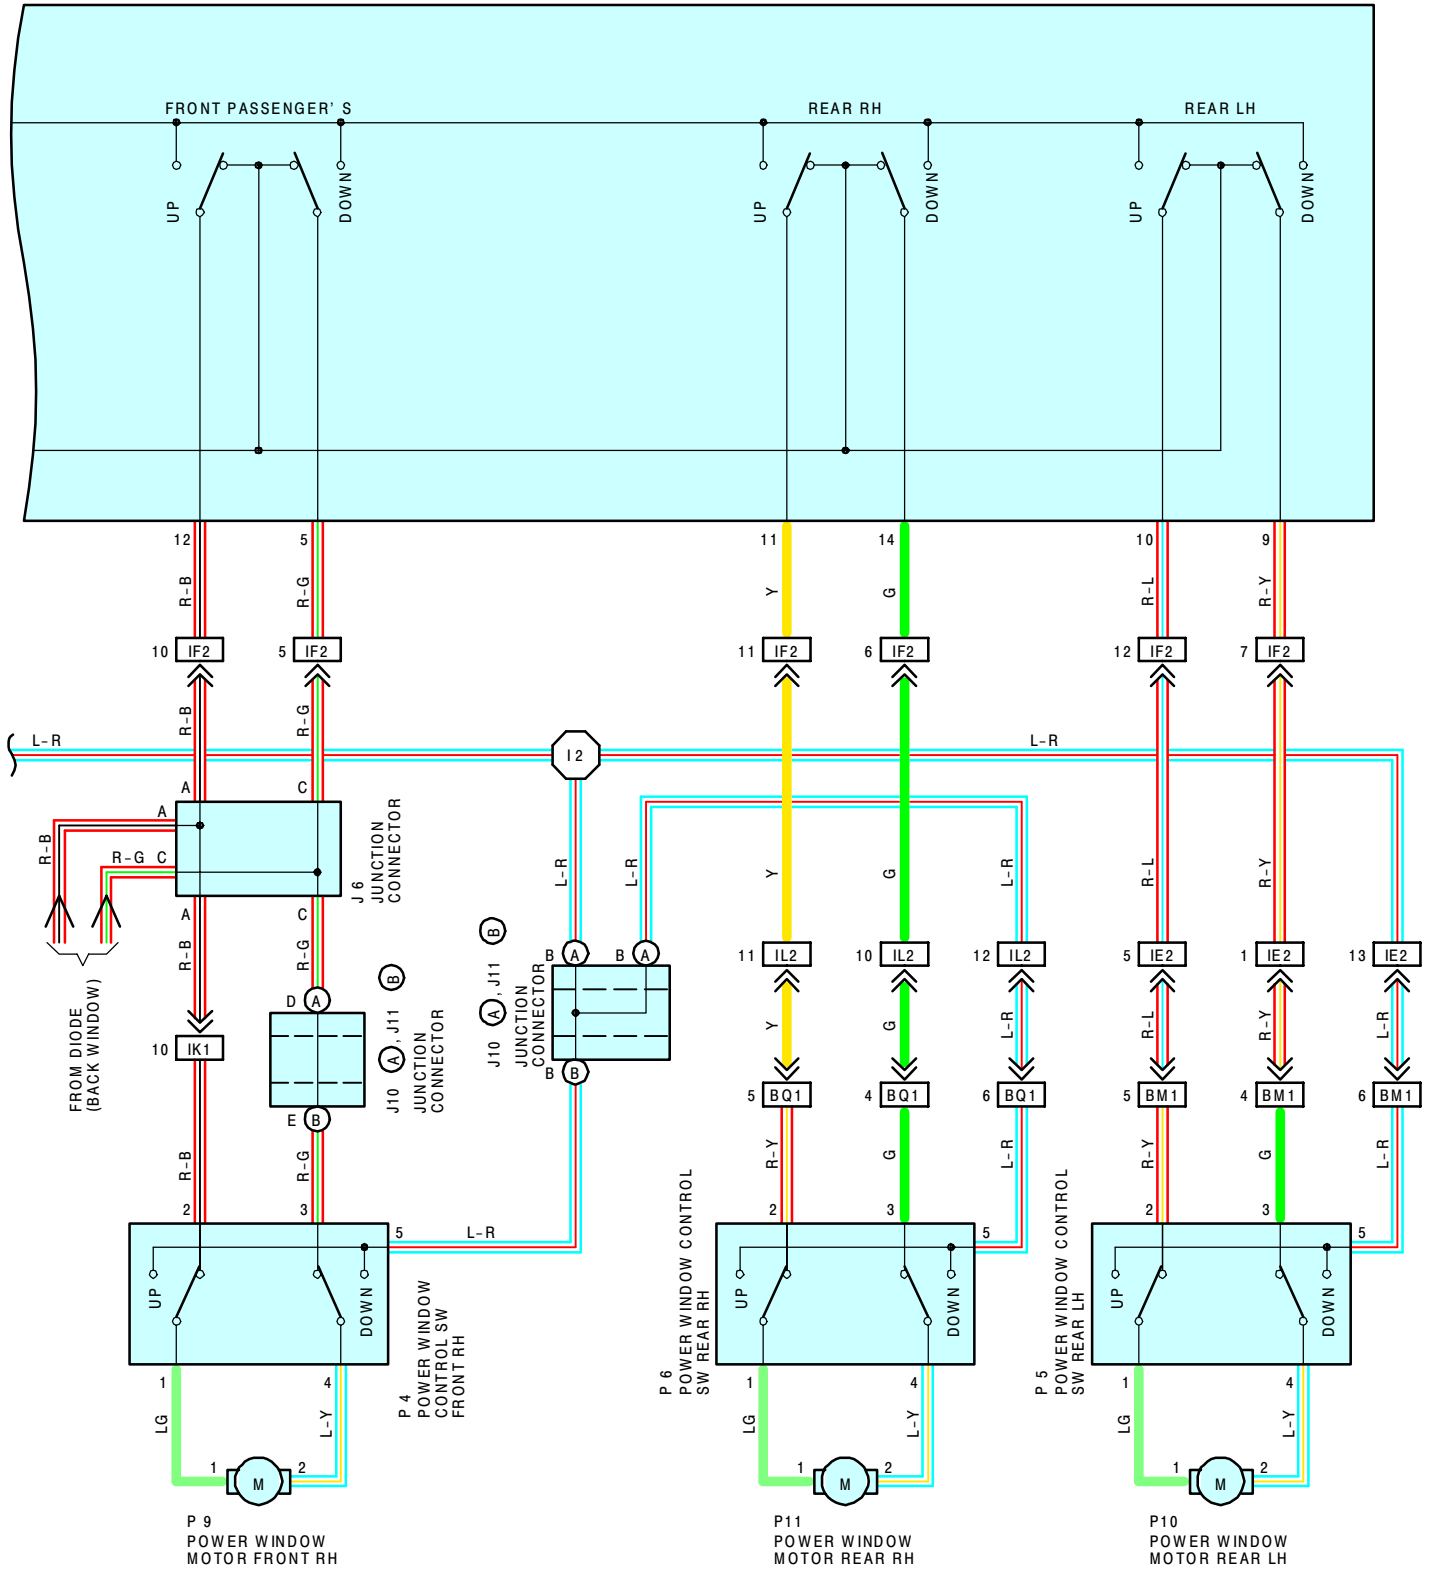 FRONT PASSENGER' S
REAR RH
REAR LH
UP
DOWN
UP
DOWN
UP
DOWN
12
5
11
14
10
9
R-B
R-G
Y
G
R-L
R-Y
10 IF2
5 IF2
11 IF2
6 IF2
12 IF2
7 IF2
R-B
R-G
L-R
I2
L-R
A
C
A
R-B
R-G C
J 6
JUNCTION
CONNECTOR
L-R
L-R
Y
G
L-R
R-L
R-Y
L-R
A
C
R-B
R-G
FROM DIODE
(BACK WINDOW)
D A
J10 A , J11 B
JUNCTION
CONNECTOR
E B
J10 A , J11 B
JUNCTION
CONNECTOR
B A
B A
B B
11 IL2
10 IL2
12 IL2
5 IE2
1 IE2
13 IE2
Y
G
L-R
R-L
R-Y
L-R
10 IK1
5 BQ1
4 BQ1
6 BQ1
5 BM1
4 BM1
6 BM1
R-B
R-G
R-Y
G
L-R
R-Y
G
L-R
2
3
5
L-R
2
3
5
2
3
5
UP
DOWN
P 4
POWER WINDOW
CONTROL SW
FRONT RH
UP
DOWN
P 6
POWER WINDOW CONTROL
SW REAR RH
UP
DOWN
P 5
POWER WINDOW CONTROL
SW REAR LH
1
4
1
4
1
4
LG
L-Y
LG
L-Y
LG
L-Y
1 M 2
1 M 2
1 M 2
P 9
POWER WINDOW
MOTOR FRONT RH
P11
POWER WINDOW
MOTOR REAR RH
P10
POWER WINDOW
MOTOR REAR LH